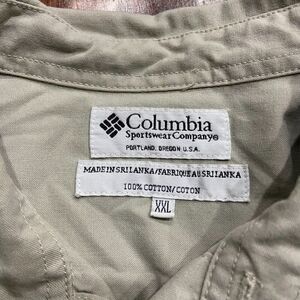 Columbia
Sportswear Company®
PORTLAND, OREGON U.S.A.
MADE IN SRI LANKA/FABRIQUE AU SRI LANKA
100% COTTON/COTON
XXL